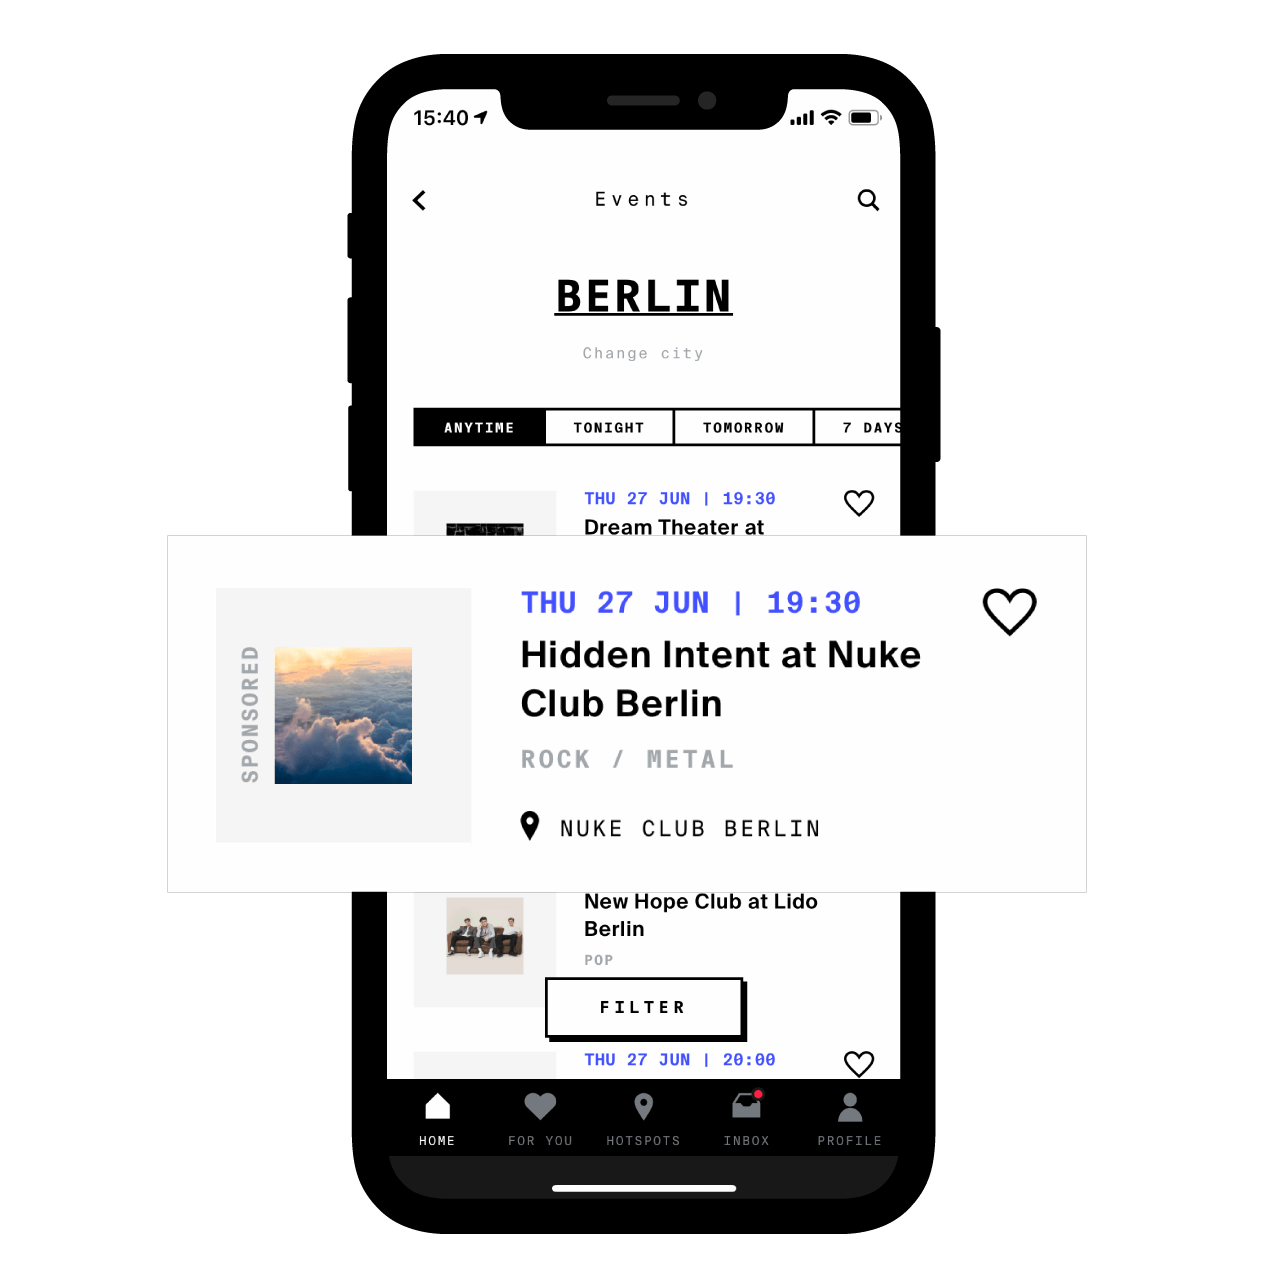 15:40
Events
BERLIN
Change city
ANYTIME TONIGHT TOMORROW 7 DAYS
THU 27 JUN | 19:30
Dream Theater at
SPONSORED
THU 27 JUN | 19:30
Hidden Intent at Nuke
Club Berlin
ROCK / METAL
NUKE CLUB BERLIN
New Hope Club at Lido
Berlin
POP
FILTER
THU 27 JUN | 20:00
HOME FOR YOU HOTSPOTS INBOX PROFILE